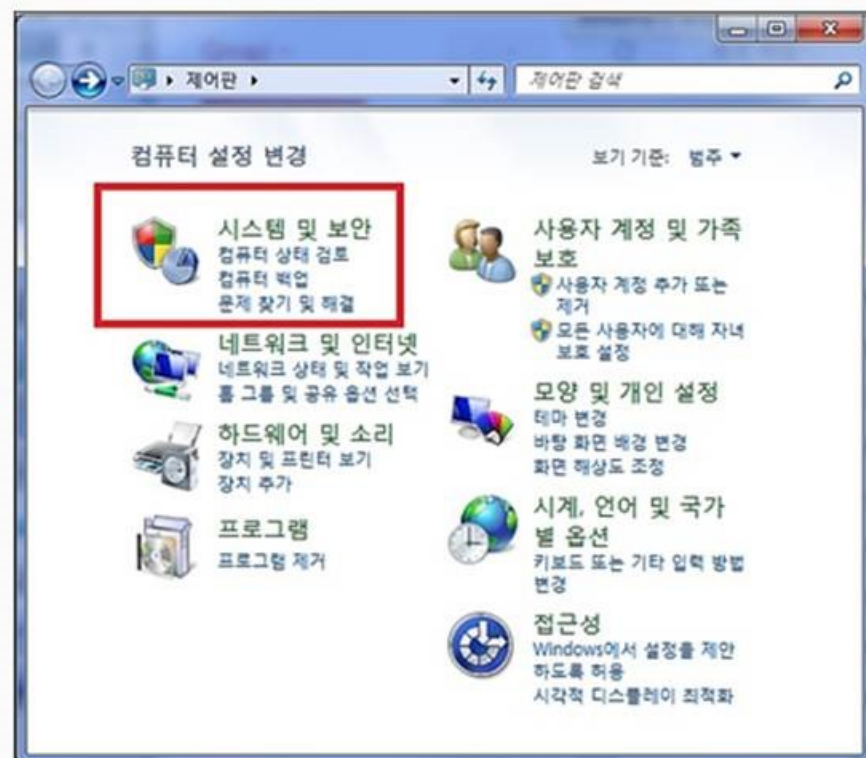 제어판
제어판 검색
컴퓨터 설정 변경
보기 기준: 범주
시스템 및 보안
컴퓨터 상태 검토
컴퓨터 백업
문제 찾기 및 해결
네트워크 및 인터넷
네트워크 상태 및 작업 보기
홈 그룹 및 공유 옵션 선택
하드웨어 및 소리
장치 및 프린터 보기
장치 추가
프로그램
프로그램 제거
사용자 계정 및 가족
보호
사용자 계정 추가 또는
제거
모든 사용자에 대해 자녀
보호 설정
모양 및 개인 설정
테마 변경
바탕 화면 배경 변경
화면 해상도 조정
시계, 언어 및 국가
별 옵션
키보드 또는 기타 입력 방법
변경
접근성
Windows에서 설정을 제안
하도록 허용
시각적 디스플레이 최적화